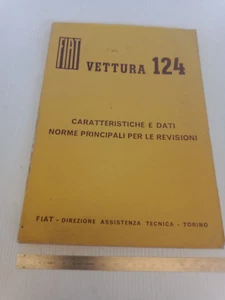 FIAT VETTURA 124
CARATTERISTICHE E DATI
NORME PRINCIPALI PER LE REVISIONI
FIAT - DIREZIONE ASSISTENZA TECNICA - TORINO